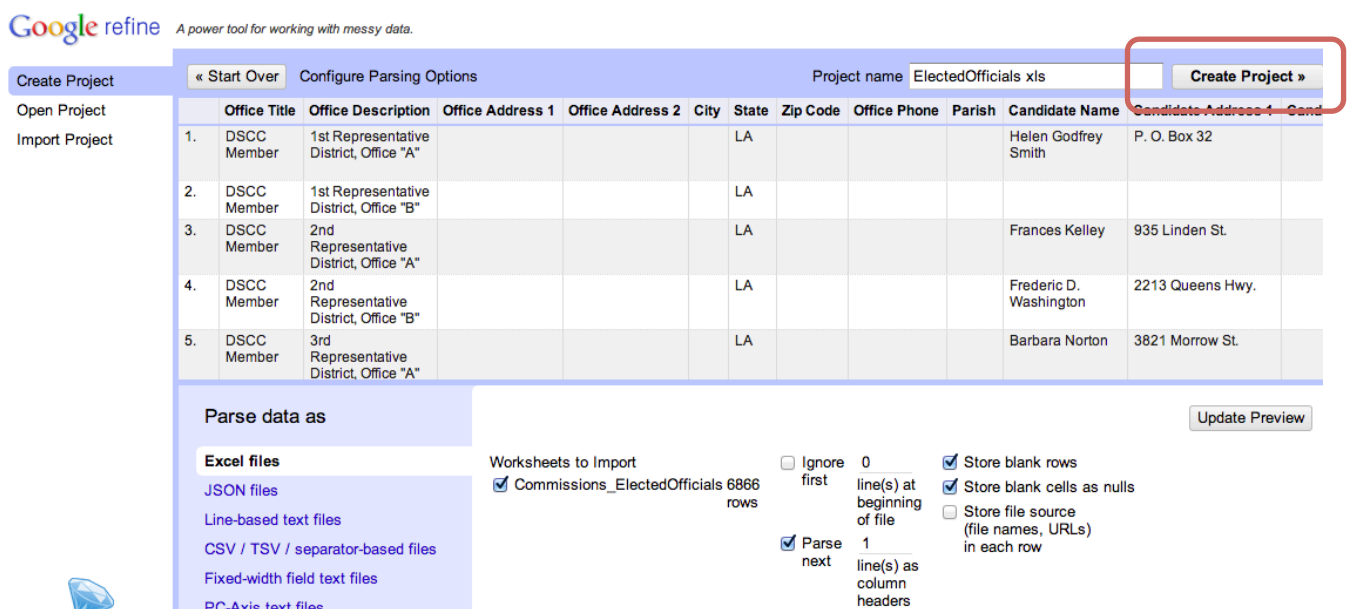 Google refine A power tool for working with messy data.
Create Project
Open Project
Import Project
« Start Over Configure Parsing Options Project name ElectedOfficials xls Create Project »
Office Title Office Description Office Address 1 Office Address 2 City State Zip Code Office Phone Parish Candidate Name Candidate Address 1 Cand
1. DSCC 1st Representative LA Helen Godfrey P. O. Box 32
Member District, Office "A" Smith
2. DSCC 1st Representative LA
Member District, Office "B"
3. DSCC 2nd LA Frances Kelley 935 Linden St.
Member Representative
District, Office "A"
4. DSCC 2nd LA Frederic D. 2213 Queens Hwy.
Member Representative Washington
District, Office "B"
5. DSCC 3rd LA Barbara Norton 3821 Morrow St.
Member Representative
District, Office "A"
Parse data as
Update Preview
Excel files
JSON files
Line-based text files
CSV / TSV / separator-based files
Fixed-width field text files
PC-Axis text files
Worksheets to Import
Commissions_ElectedOfficials 6866
rows
Ignore 0
first line(s) at
beginning
of file
Parse 1
next line(s) as
column
headers
Store blank rows
Store blank cells as nulls
Store file source
(file names, URLs)
in each row